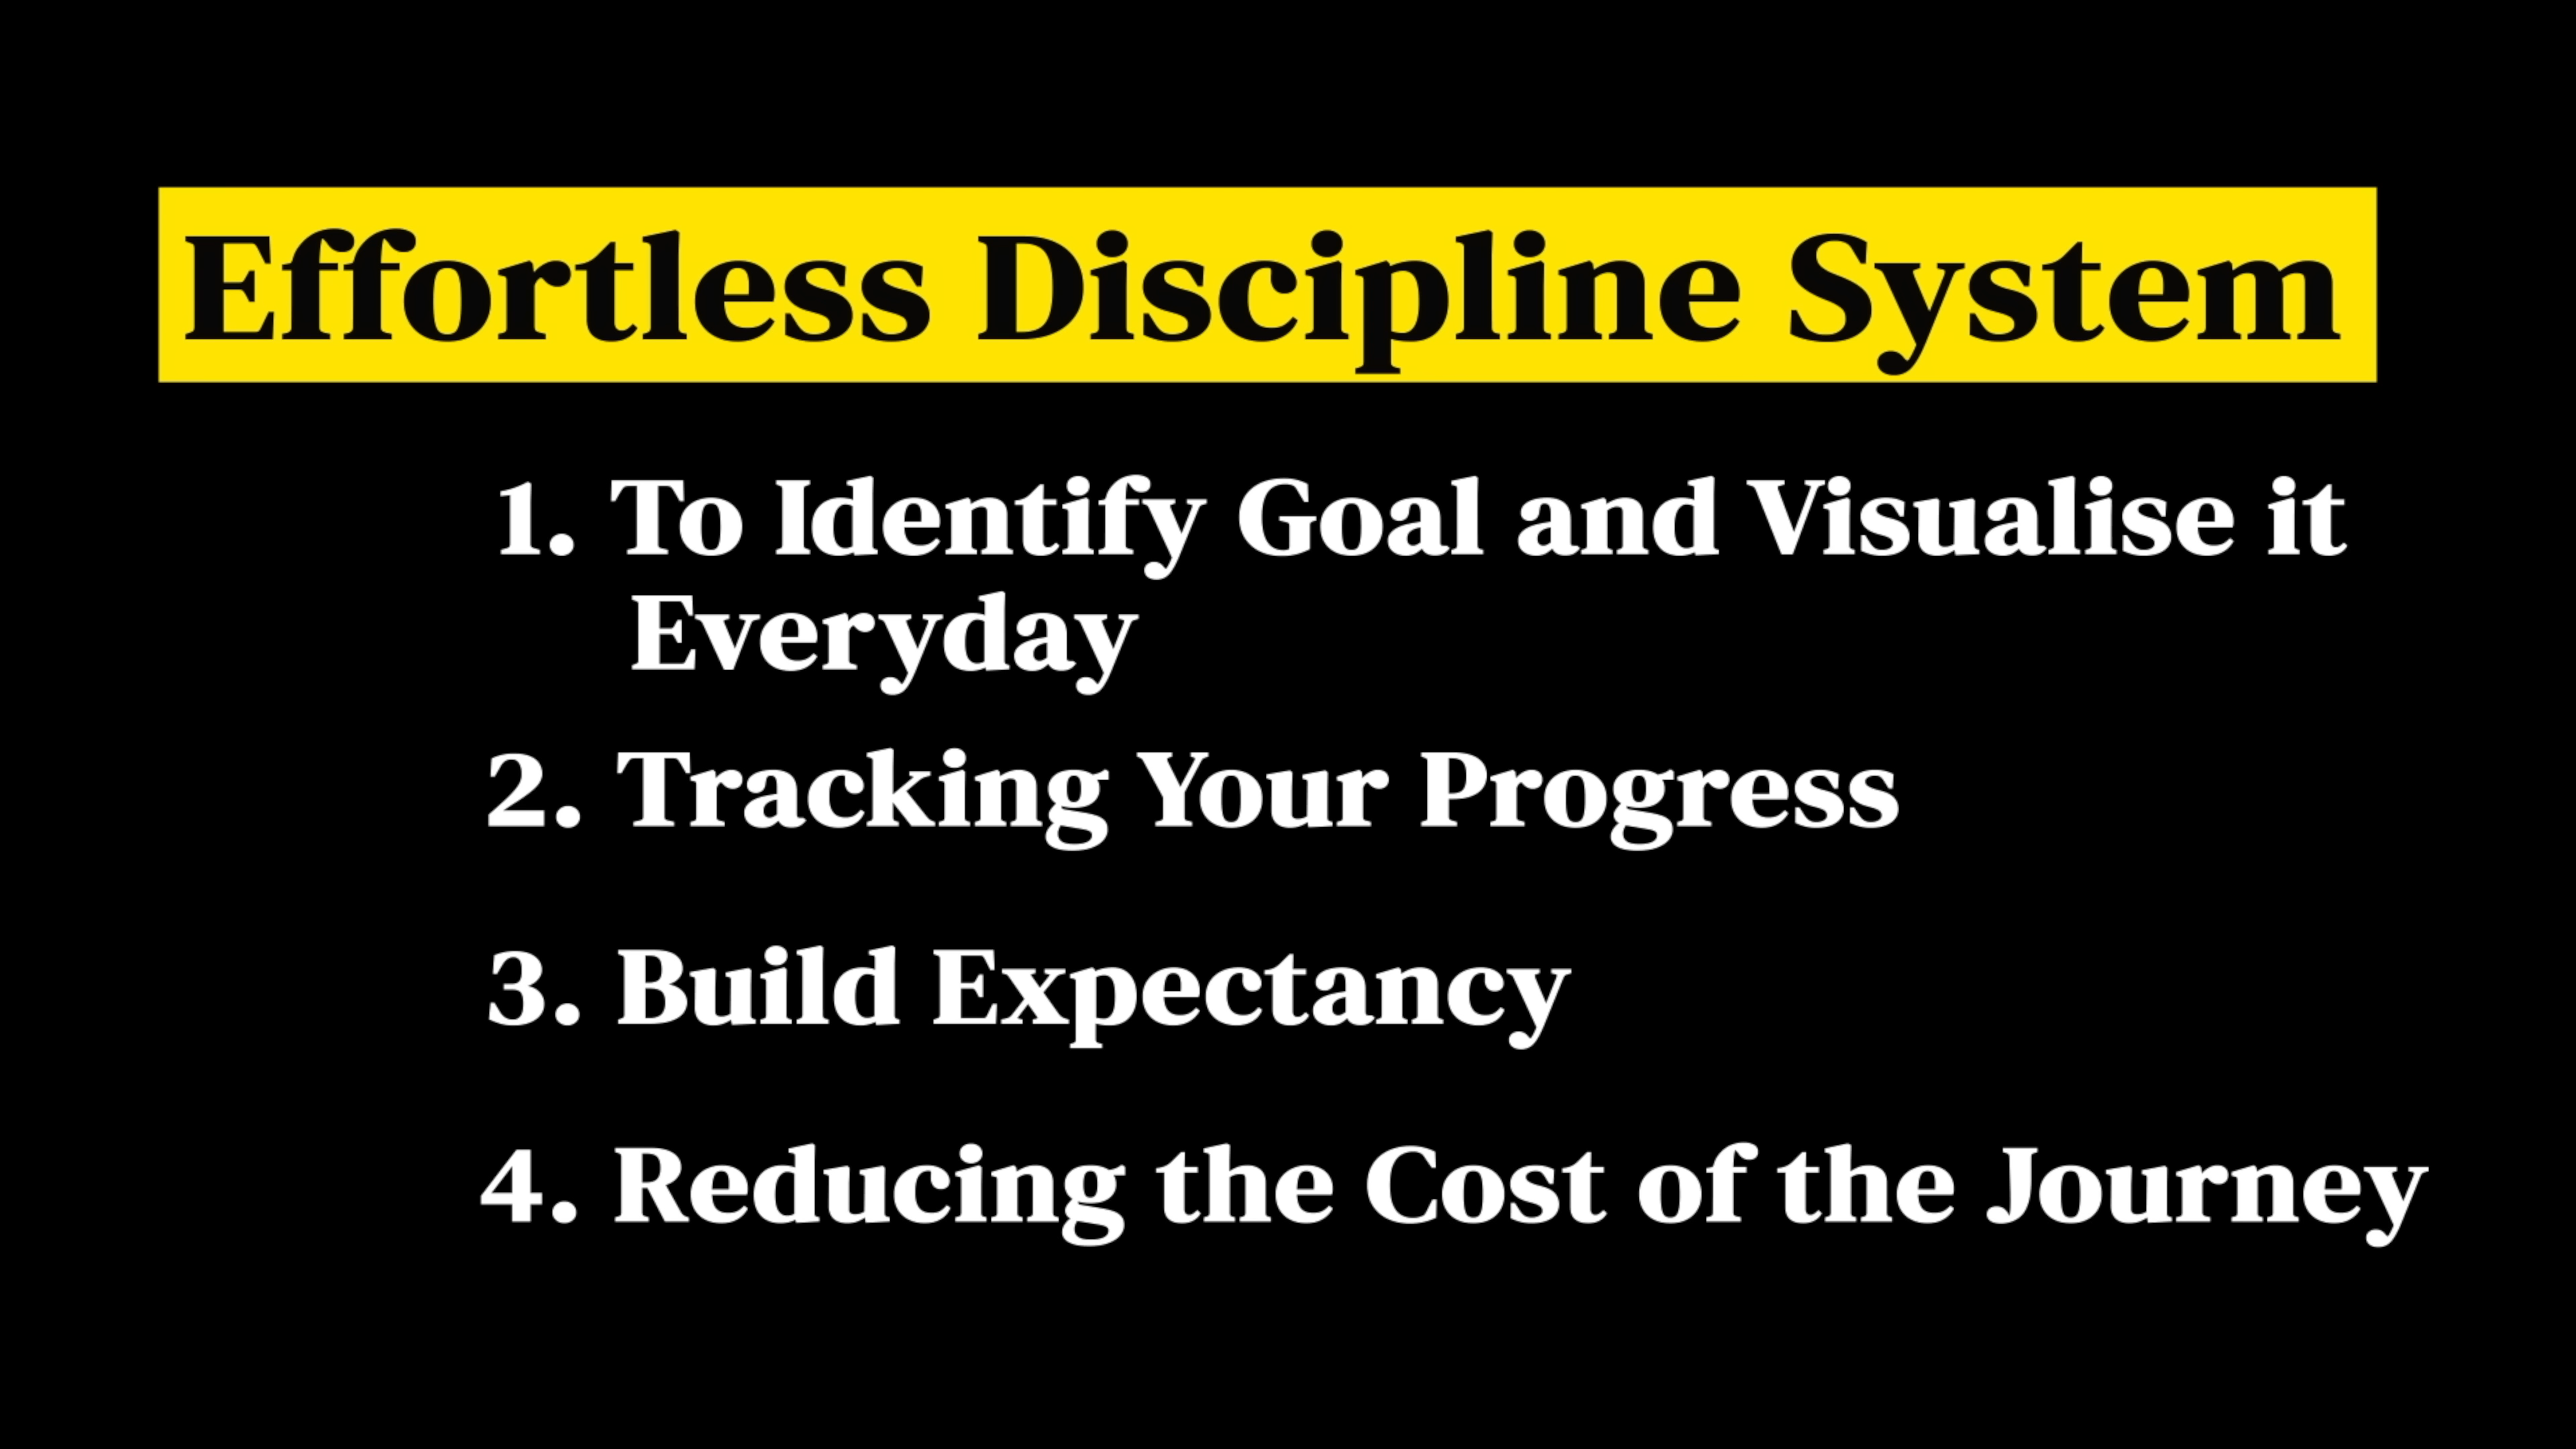 Effortless Discipline System
1. To Identify Goal and Visualise it
Everyday
2. Tracking Your Progress
3. Build Expectancy
4. Reducing the Cost of the Journey